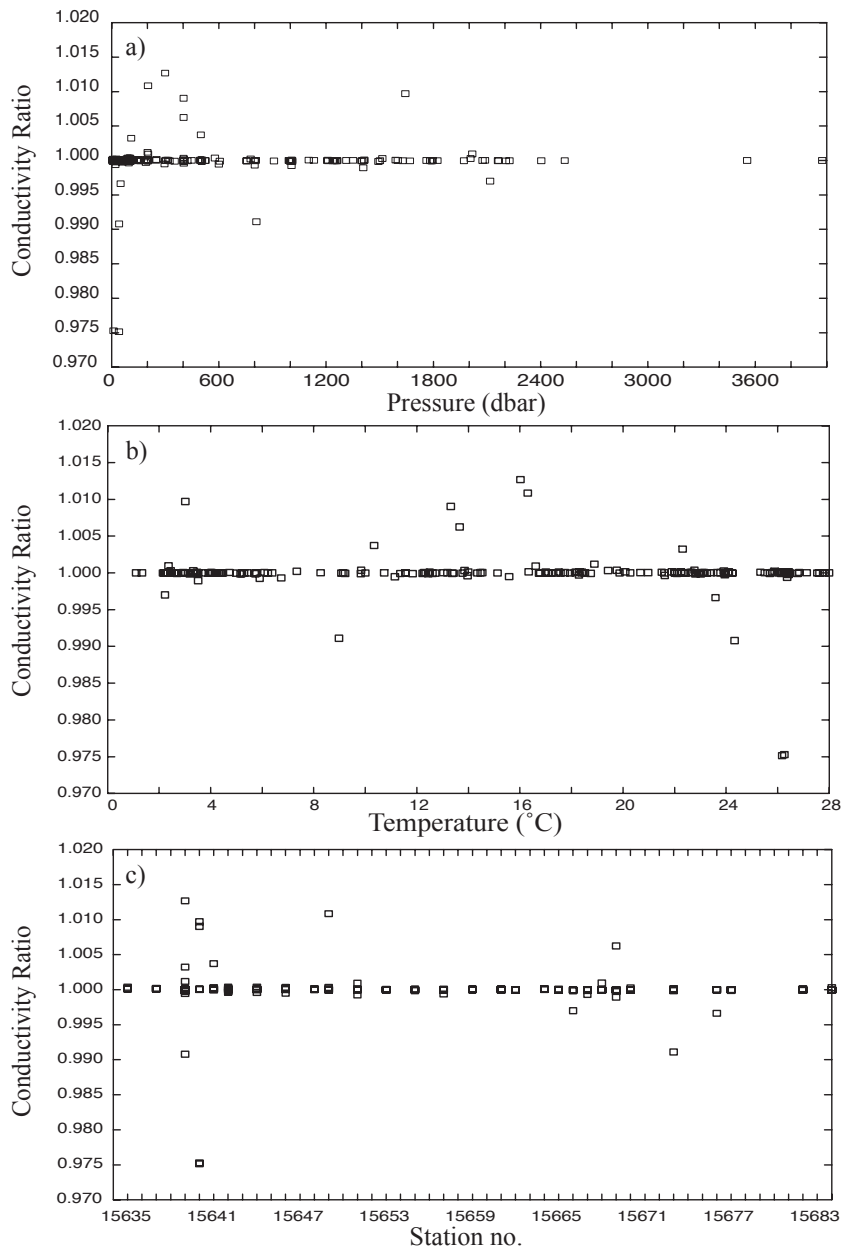 a)
1.020
1.015
1.010
1.005
1.000
0.995
0.990
0.985
0.980
0.975
0.970
Conductivity Ratio
0 600 1200 1800 2400 3000 3600
Pressure (dbar)
b)
1.020
1.015
1.010
1.005
1.000
0.995
0.990
0.985
0.980
0.975
0.970
Conductivity Ratio
0 4 8 12 16 20 24 28
Temperature (˚C)
c)
1.020
1.015
1.010
1.005
1.000
0.995
0.990
0.985
0.980
0.975
0.970
Conductivity Ratio
15635 15641 15647 15653 15659 15665 15671 15677 15683
Station no.